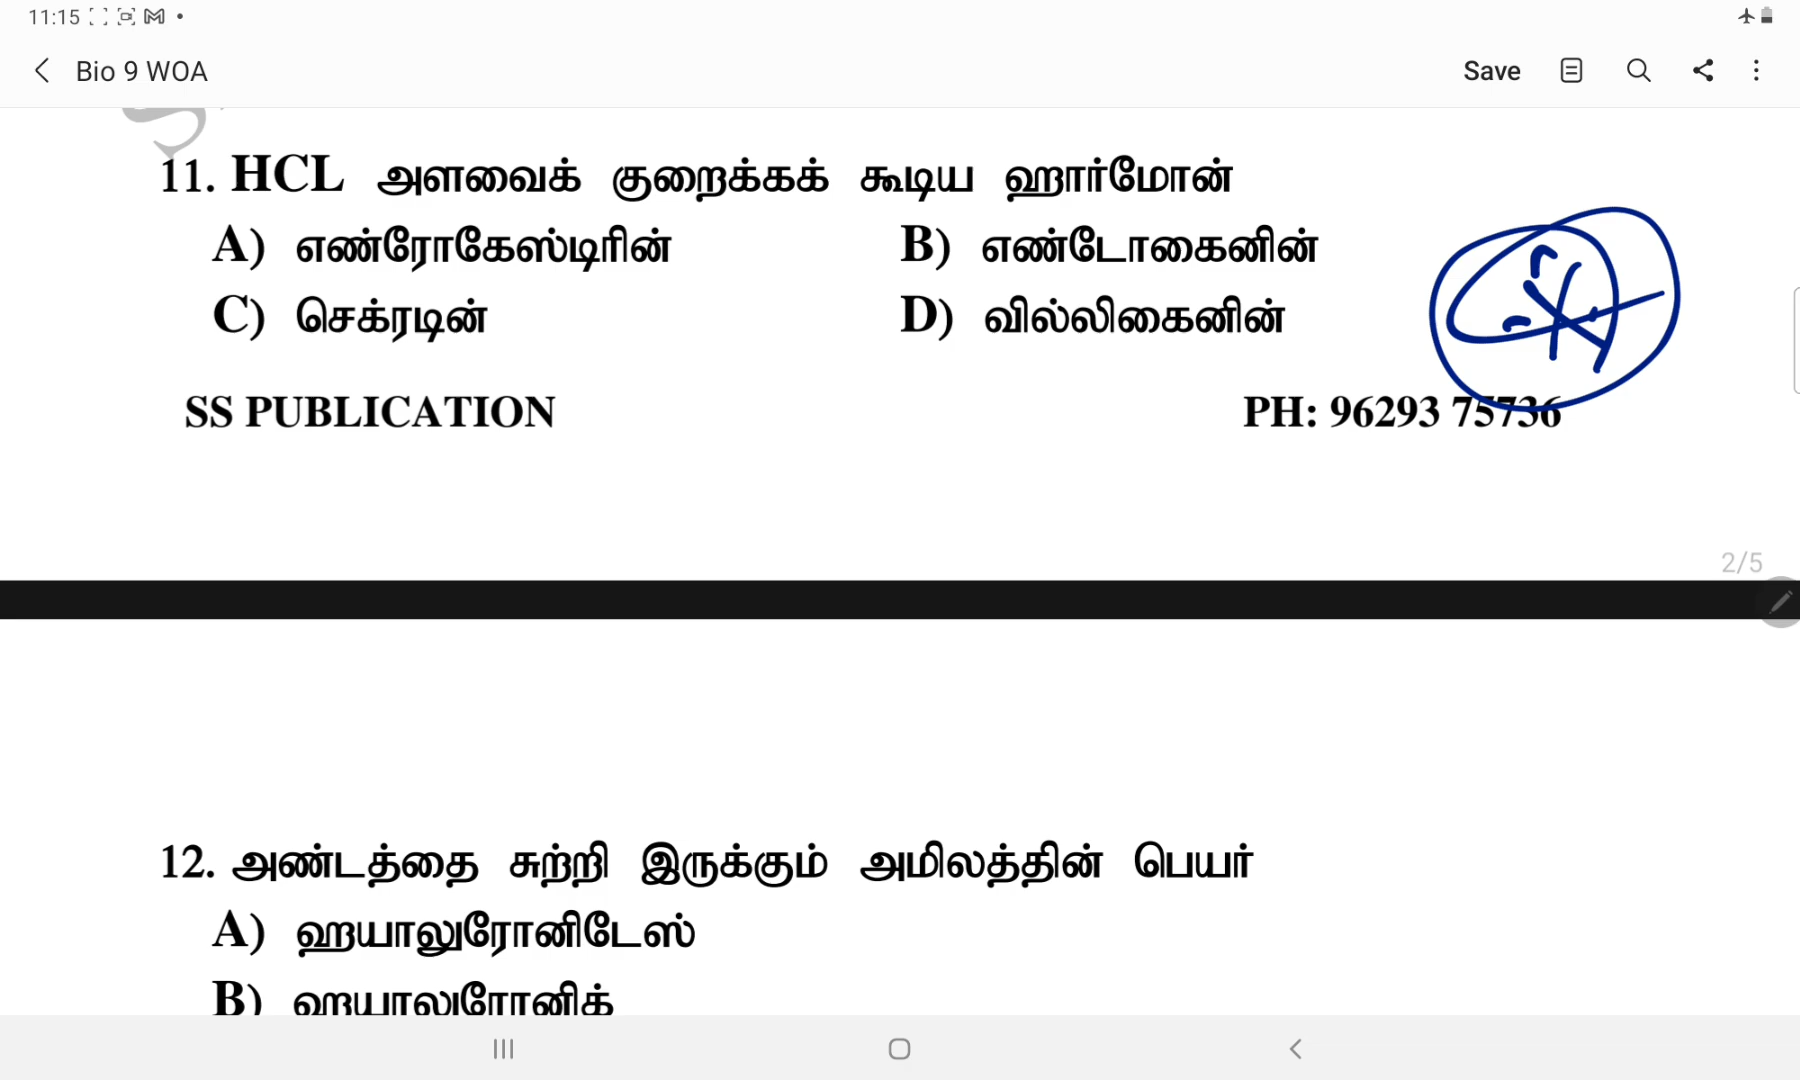 11:15
Bio 9 WOA
Save
11. HCL அளவைக் குறைக்கக் கூடிய ஹார்மோன்
A) எண்ரோகேஸ்டிரின் B) எண்டோகைனின்
C) செக்ரடின் D) வில்லிகைனின்
SS PUBLICATION PH: 96293 75736
2/5
12. அண்டத்தை சுற்றி இருக்கும் அமிலத்தின் பெயர்
A) ஹயாலுரோனிடேஸ்
B) ஹயாலுரோனிக்